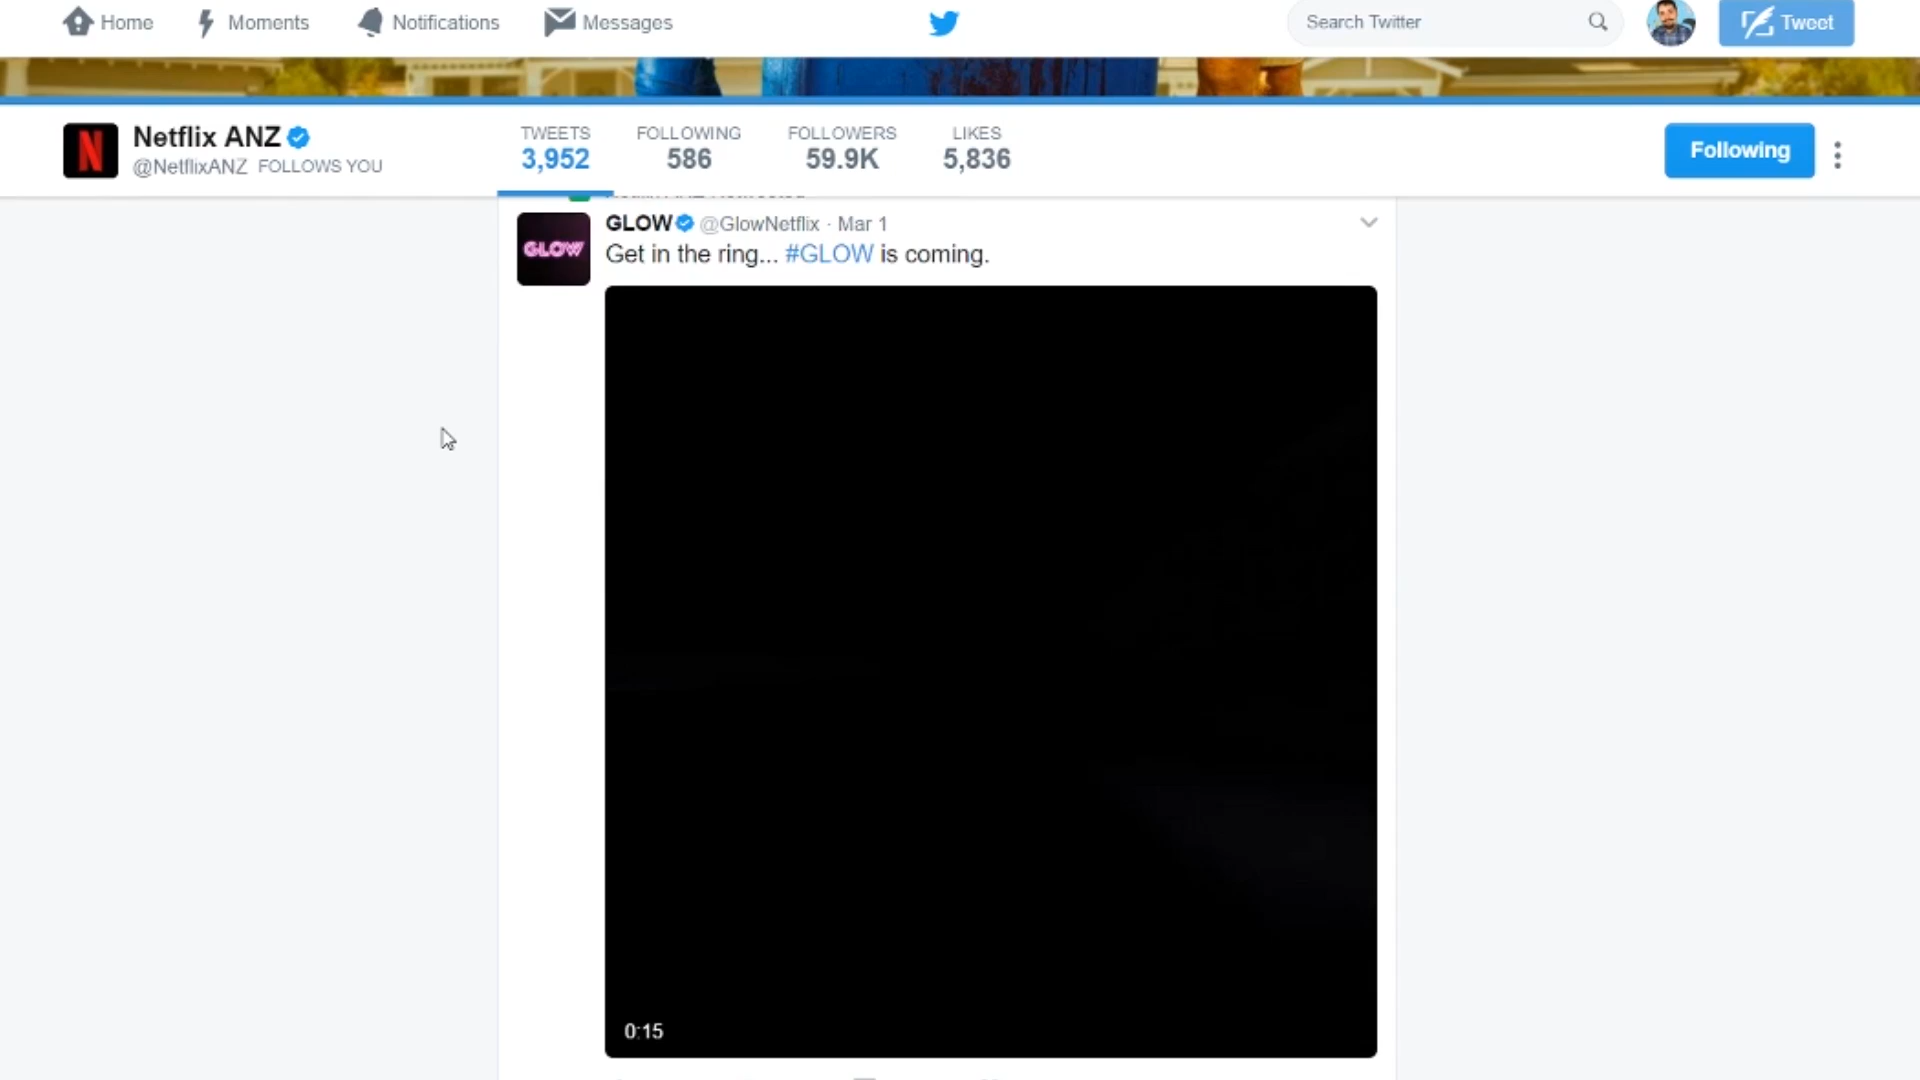 Home Moments Notifications Messages Search Twitter Tweet
Netflix ANZ
@NetflixANZ FOLLOWS YOU
TWEETS FOLLOWING FOLLOWERS LIKES
3,952 586 59.9K 5,836
Following
GLOW @GlowNetflix · Mar 1
GLOW
Get in the ring... #GLOW is coming.
0:15